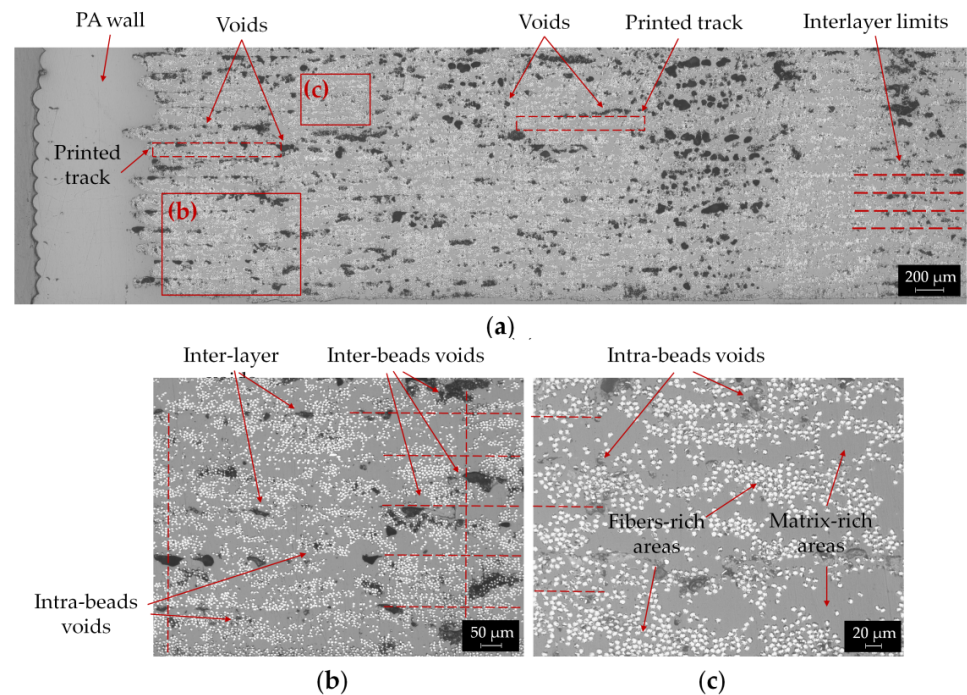 PA wall
Voids
Voids
Printed track
Interlayer limits
(c)
Printed
track
(b)
200 µm
(a)
Inter-layer
Inter-beads voids
Intra-beads voids
Fibers-rich
areas
Matrix-rich
areas
Intra-beads
voids
50 µm
20 µm
(b)
(c)